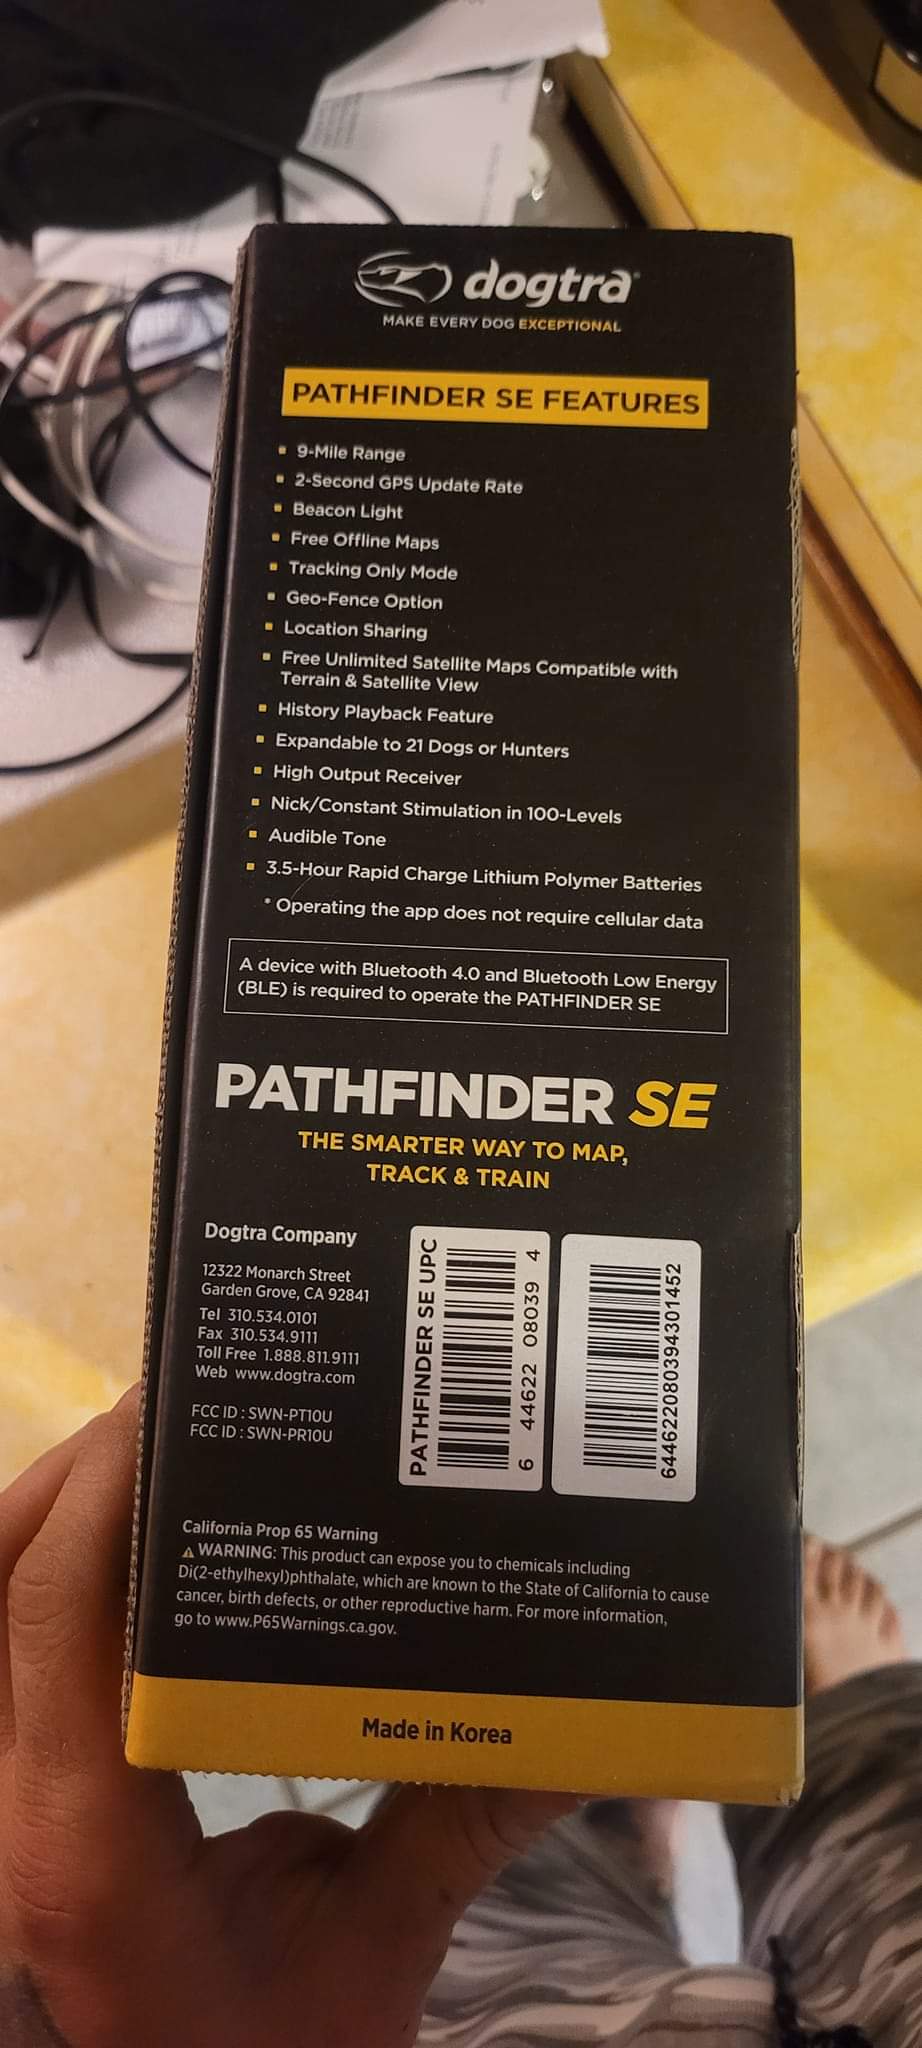 dogtra
MAKE EVERY DOG EXCEPTIONAL
PATHFINDER SE FEATURES
▪ 9-Mile Range
▪ 2-Second GPS Update Rate
▪ Beacon Light
▪ Free Offline Maps
▪ Tracking Only Mode
▪ Geo-Fence Option
▪ Location Sharing
▪ Free Unlimited Satellite Maps Compatible with
Terrain & Satellite View
▪ History Playback Feature
▪ Expandable to 21 Dogs or Hunters
▪ High Output Receiver
▪ Nick/Constant Stimulation in 100-Levels
▪ Audible Tone
▪ 3.5-Hour Rapid Charge Lithium Polymer Batteries
* Operating the app does not require cellular data
A device with Bluetooth 4.0 and Bluetooth Low Energy
(BLE) is required to operate the PATHFINDER SE
PATHFINDER SE
THE SMARTER WAY TO MAP,
TRACK & TRAIN
Dogtra Company
12322 Monarch Street
Garden Grove, CA 92841
Tel 310.534.0101
Fax 310.534.9111
Toll Free 1.888.811.9111
Web www.dogtra.com
FCC ID : SWN-PT10U
FCC ID : SWN-PR10U
PATHFINDER SE UPC
6 44622 08039 4
644622080394301452
California Prop 65 Warning
⚠ WARNING: This product can expose you to chemicals including
Di(2-ethylhexyl)phthalate, which are known to the State of California to cause
cancer, birth defects, or other reproductive harm. For more information,
go to www.P65Warnings.ca.gov.
Made in Korea